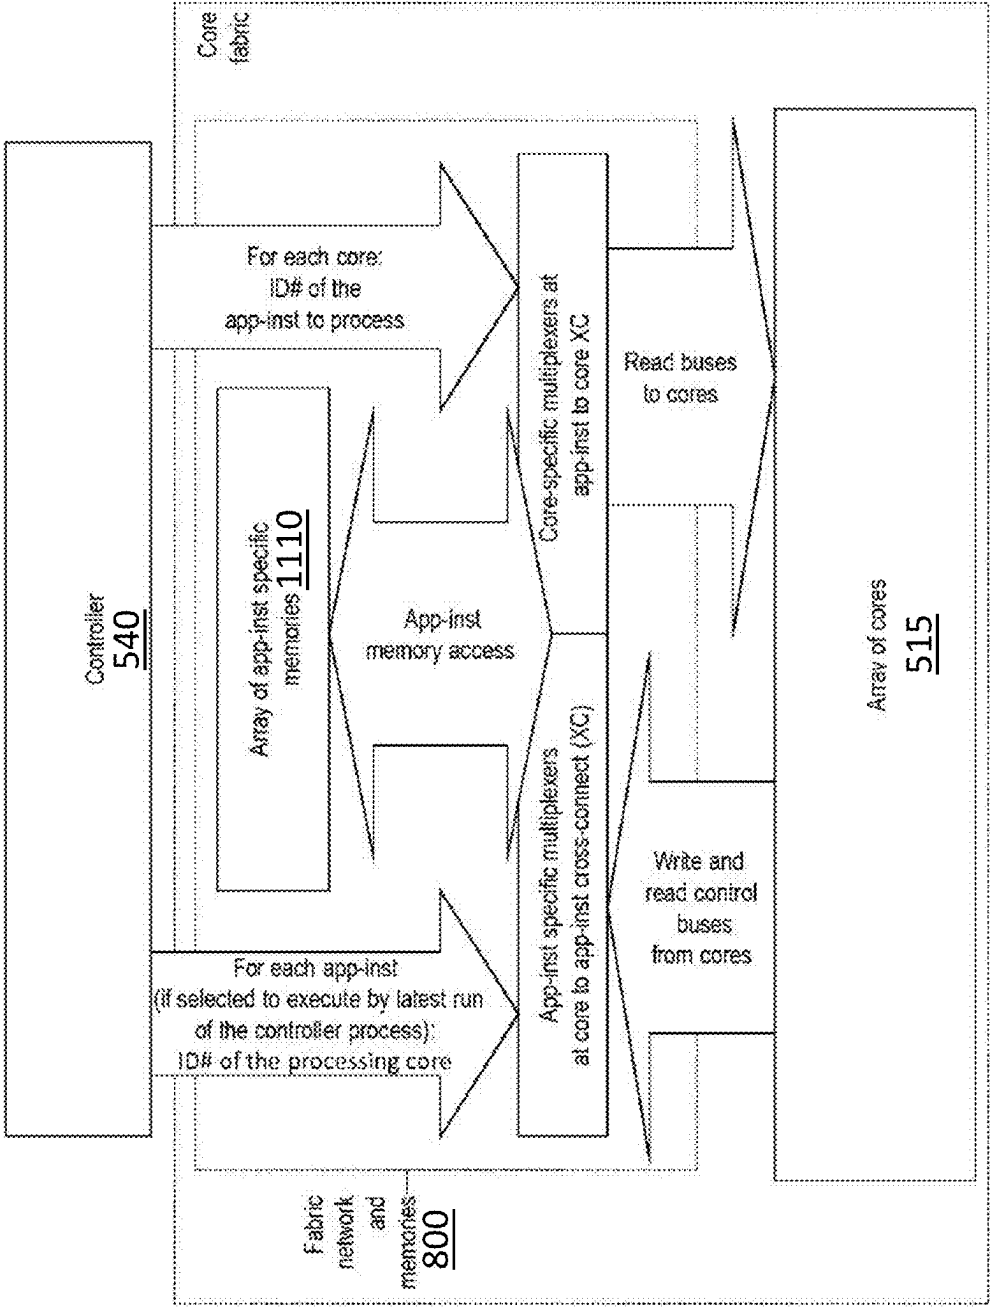 Core
fabric
Controller
540
For each core:
ID# of the
app-inst to process
Array of app-inst specific
memories 1110
App-inst
memory access
For each app-inst
(if selected to execute by latest run
of the controller process):
ID# of the processing core
Core-specific multiplexers at
app-inst to core XC
App-inst specific multiplexers
at core to app-inst cross-connect (XC)
Read buses
to cores
Write and
read control
buses
from cores
Array of cores
515
Fabric
network
and
memories
800